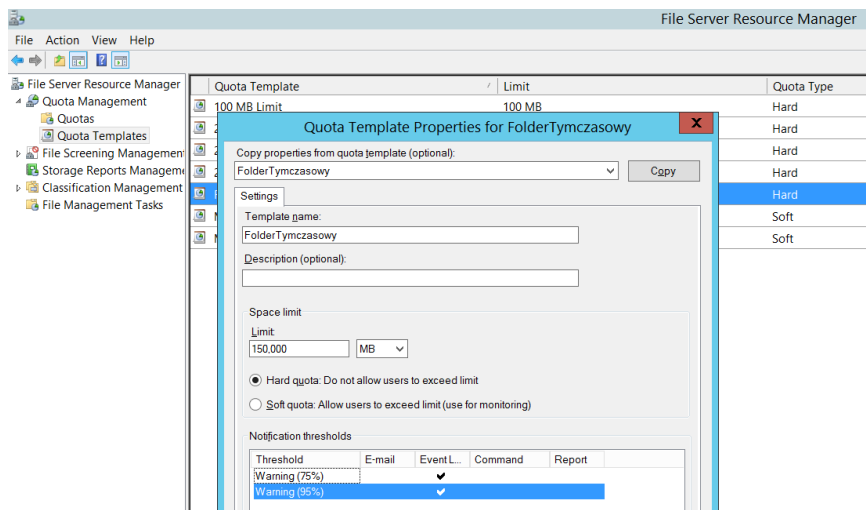 File Server Resource Manager
File Action View Help
File Server Resource Manager
Quota Management
Quotas
Quota Templates
File Screening Managemen
Storage Reports Manageme
Classification Management
File Management Tasks
Quota Template Limit Quota Type
100 MB Limit 100 MB Hard
2 Hard
2 Hard
2 Hard
F Hard
M Soft
M Soft
Quota Template Properties for FolderTymczasowy
X
Copy properties from quota template (optional):
FolderTymczasowy Copy
Settings
Template name:
FolderTymczasowy
Description (optional):
Space limit
Limit:
150,000 MB
Hard quota: Do not allow users to exceed limit
Soft quota: Allow users to exceed limit (use for monitoring)
Notification thresholds
Threshold E-mail Event L... Command Report
Warning (75%)
Warning (95%)